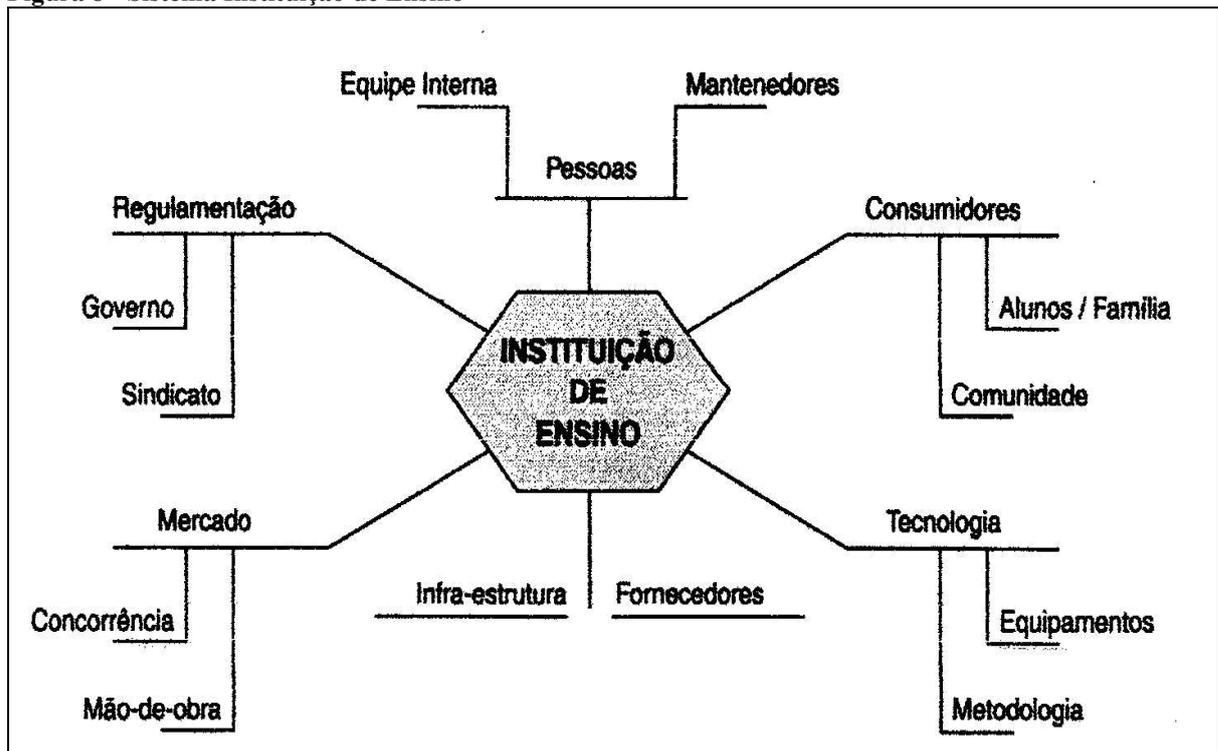 Equipe Interna
Mantenedores
Pessoas
Regulamentação
Consumidores
Governo
Alunos / Família
Sindicato
Comunidade
INSTITUIÇÃO
DE
ENSINO
Mercado
Tecnologia
Infra-estrutura
Fornecedores
Concorrência
Equipamentos
Mão-de-obra
Metodologia